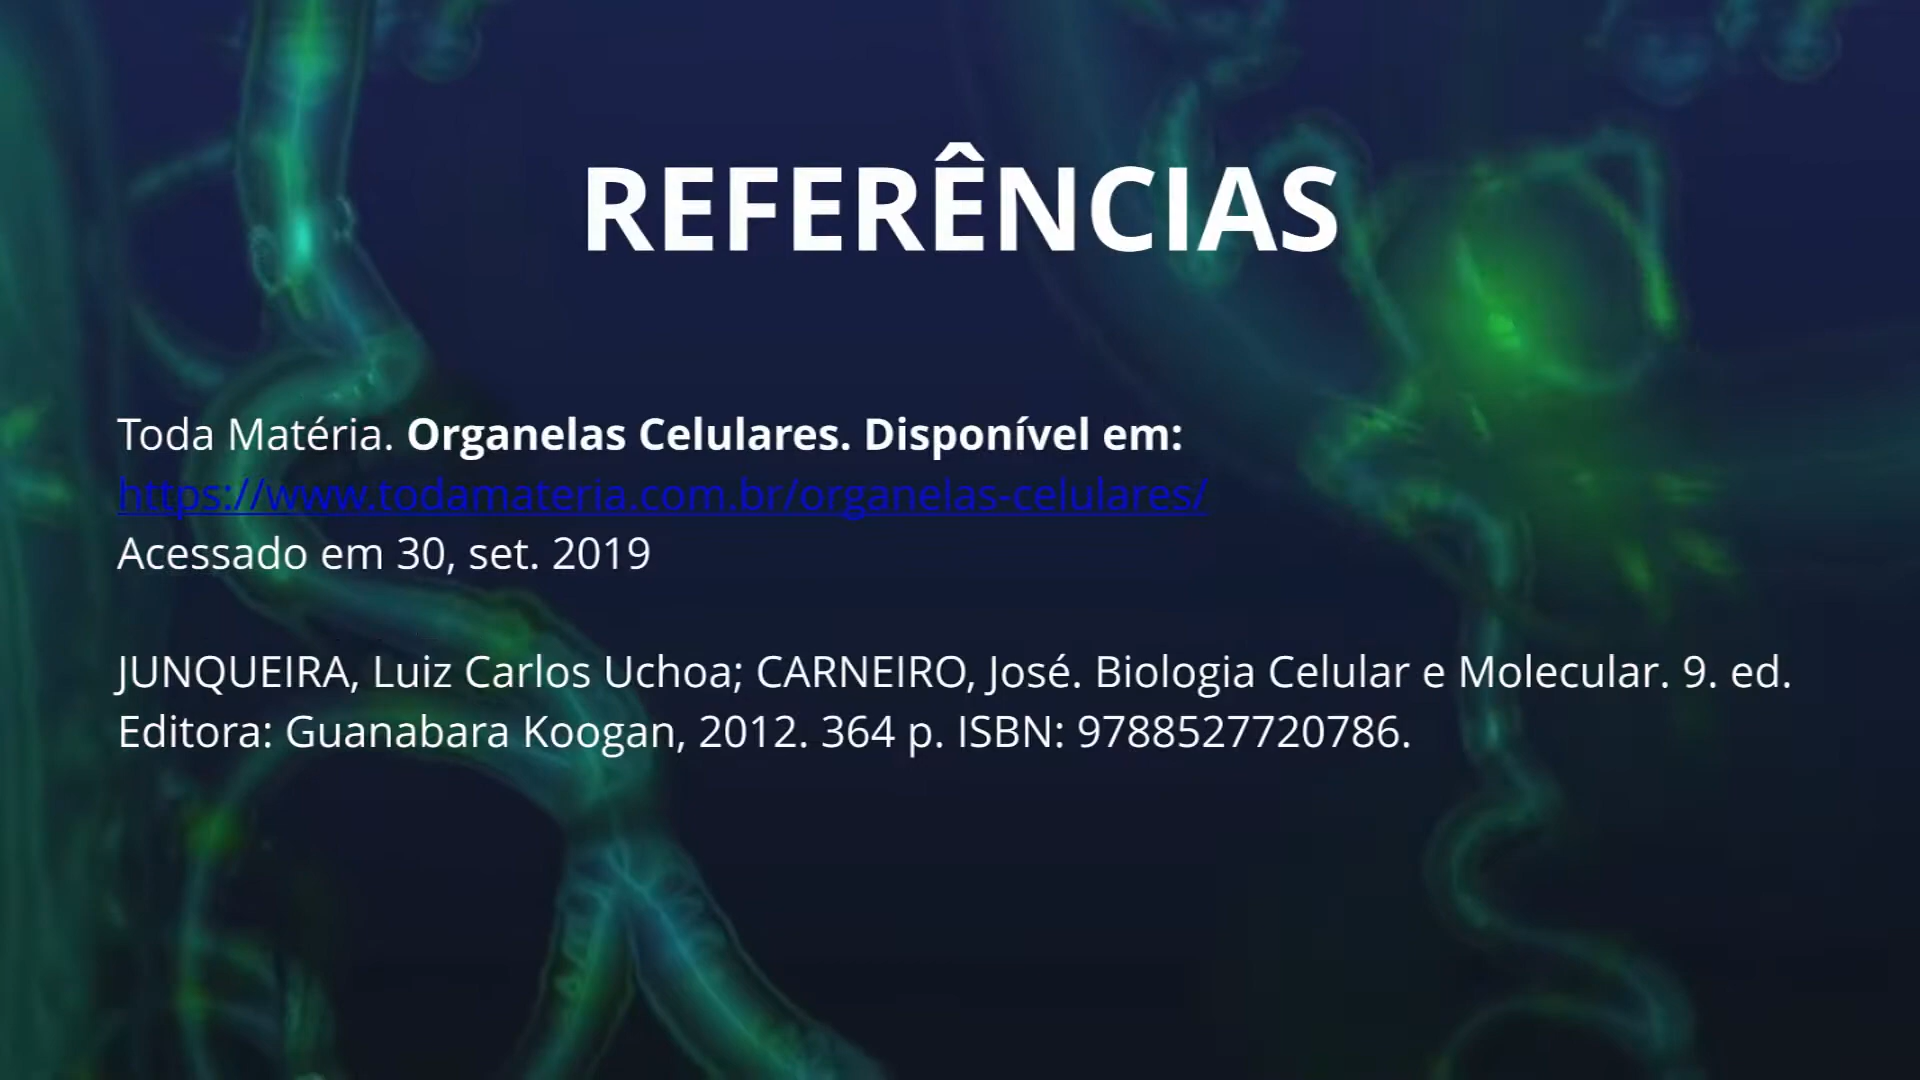 REFERÊNCIAS
Toda Matéria. Organelas Celulares. Disponível em:
https://www.todamateria.com.br/organelas-celulares/
Acessado em 30, set. 2019
JUNQUEIRA, Luiz Carlos Uchoa; CARNEIRO, José. Biologia Celular e Molecular. 9. ed.
Editora: Guanabara Koogan, 2012. 364 p. ISBN: 9788527720786.